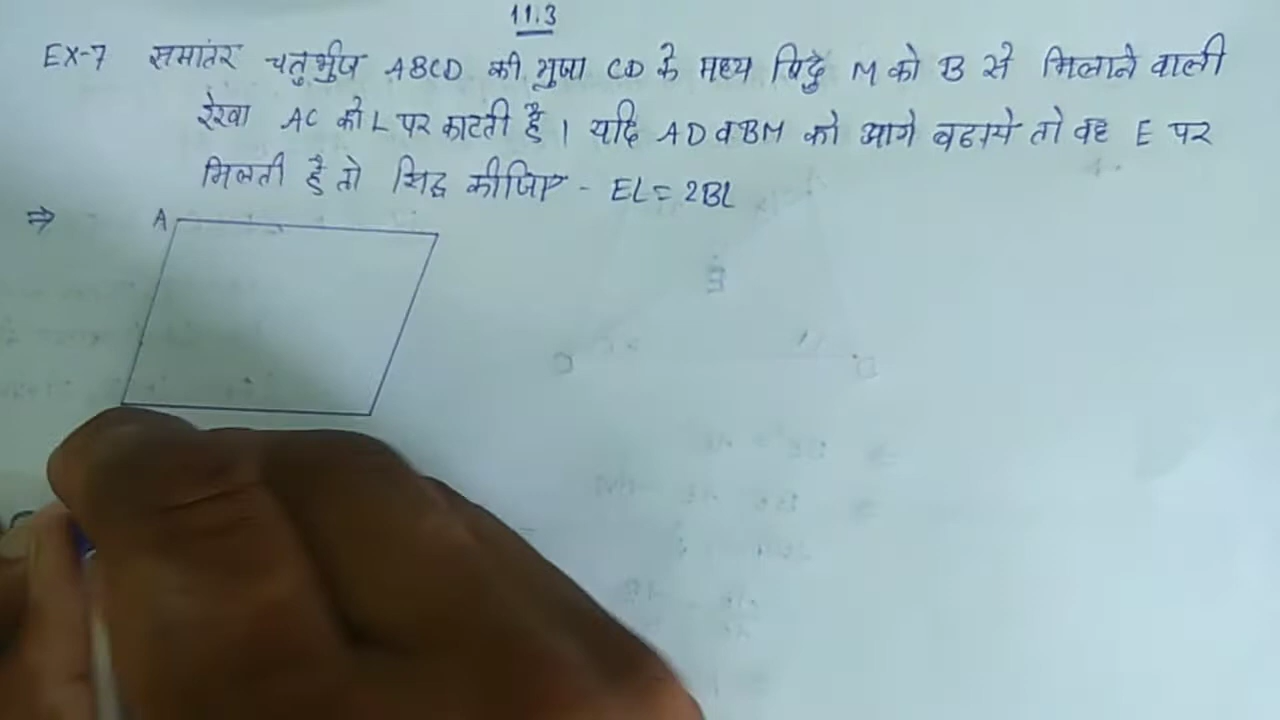 11.3
EX-7 समांतर चतुर्भुज ABCD की भुजा CD के मध्य बिंदु M को B से मिलाने वाली
रेखा AC को L पर काटती है । यदि AD व BM को आगे बढाये तो वह E पर
मिलती है तो सिद्ध कीजिए - EL = 2BL
⇒ A